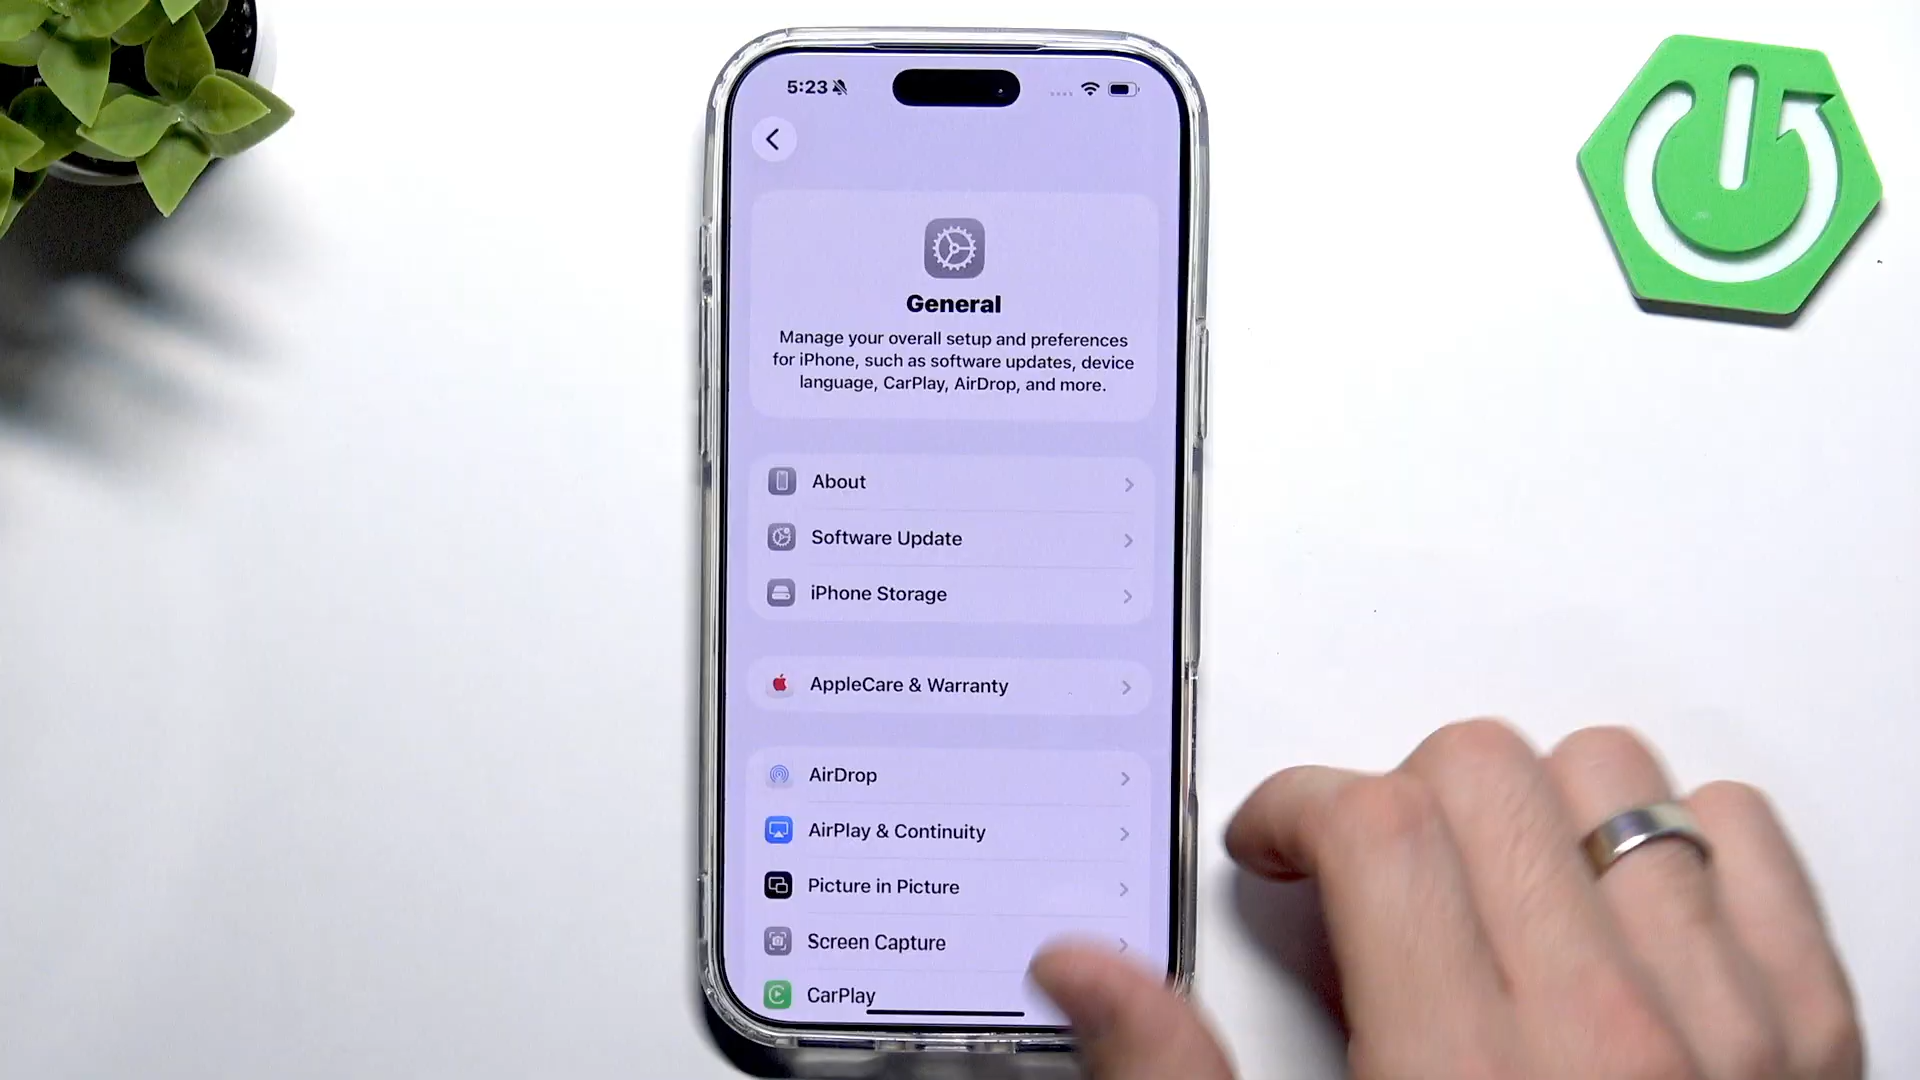 5:23
General
Manage your overall setup and preferences
for iPhone, such as software updates, device
language, CarPlay, AirDrop, and more.
About
Software Update
iPhone Storage
AppleCare & Warranty
AirDrop
AirPlay & Continuity
Picture in Picture
Screen Capture
CarPlay